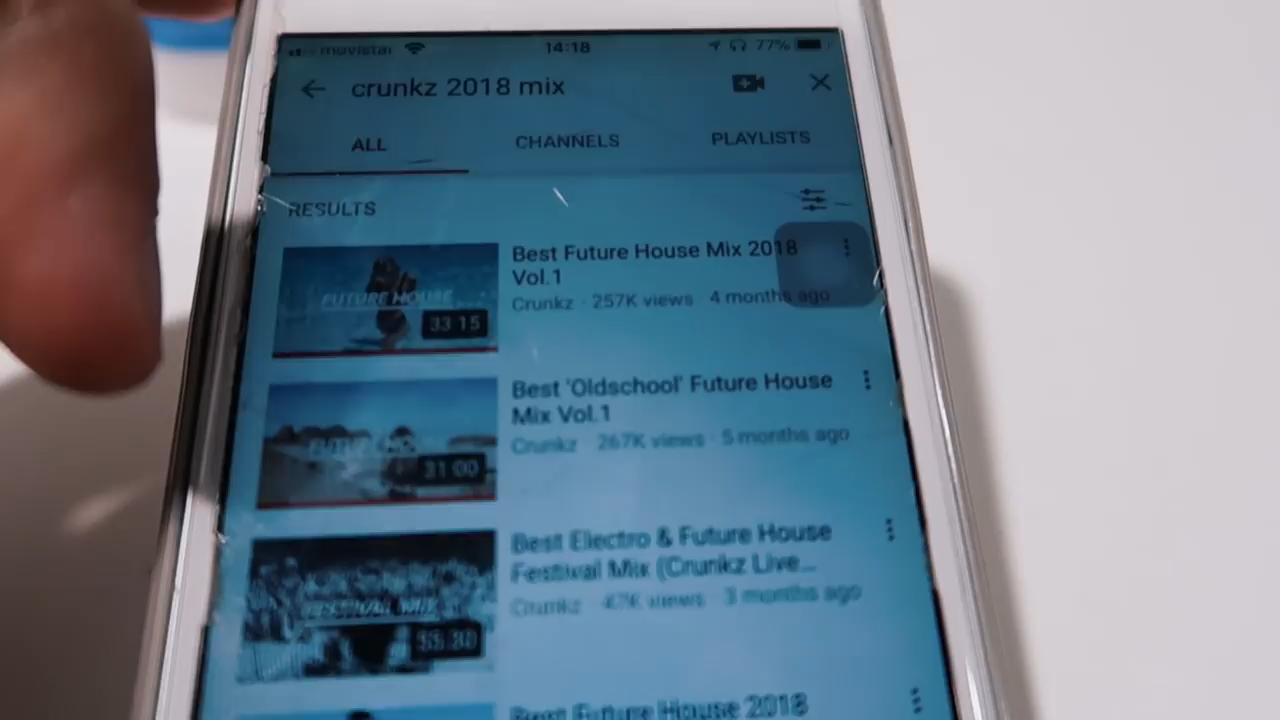 movistar 14:18 77%
crunkz 2018 mix
ALL CHANNELS PLAYLISTS
RESULTS
FUTURE HOUSE
33:15
Best Future House Mix 2018
Vol.1
Crunkz · 257K views · 4 months ago
31:00
Best 'Oldschool' Future House
Mix Vol.1
Crunkz · 267K views · 5 months ago
FESTIVAL MIX
Best Electro & Future House
Festival Mix (Crunkz Live...
Crunkz · 47K views · 3 months ago
Best Future House 2018